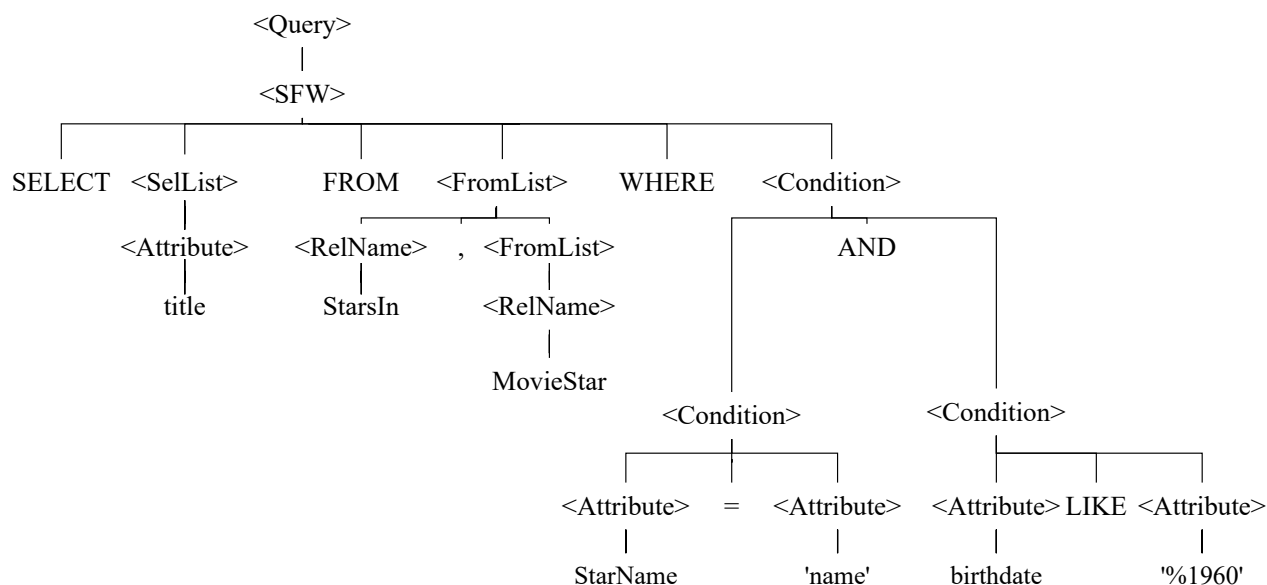 <Query>
<SFW>
SELECT <SelList> FROM <FromList> WHERE <Condition>
<Attribute> <RelName> , <FromList> AND
title StarsIn <RelName>
MovieStar
<Condition> <Condition>
<Attribute> = <Attribute> <Attribute> LIKE <Attribute>
StarName 'name' birthdate '%1960'